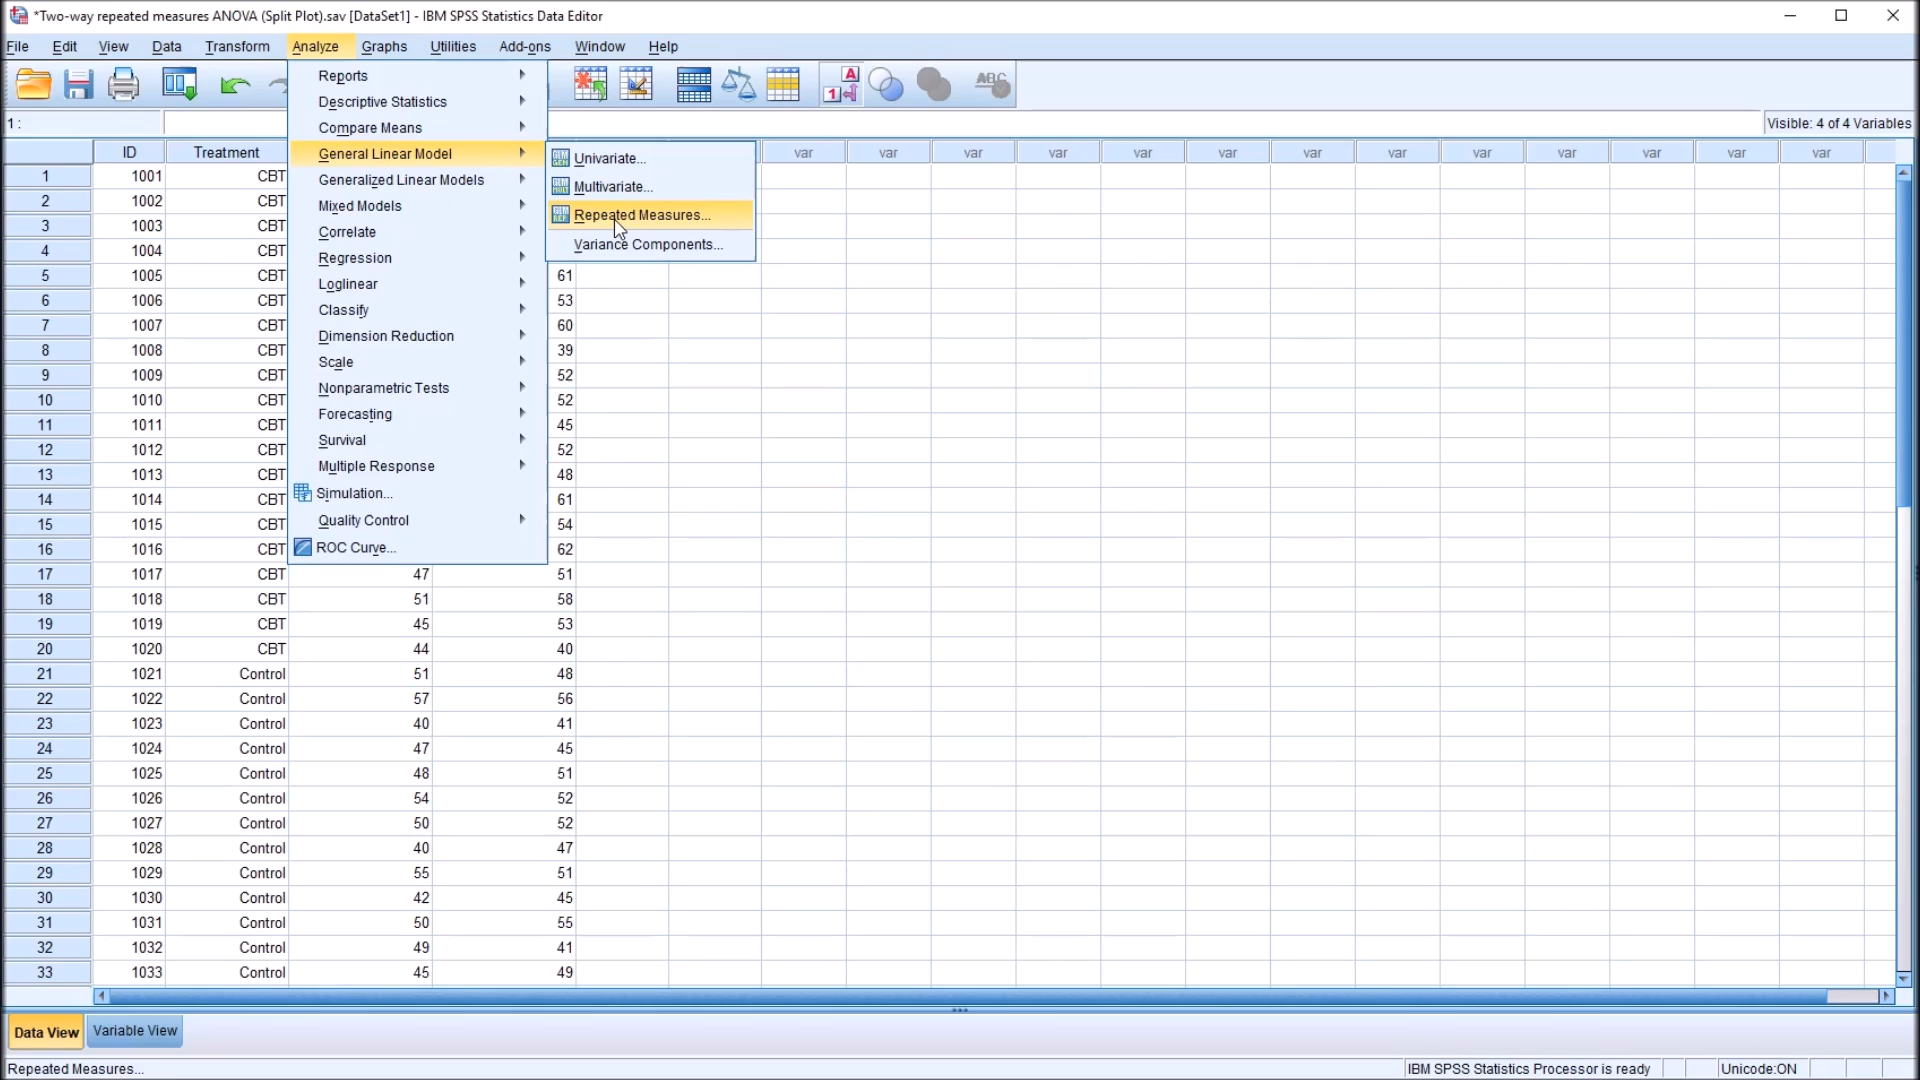 *Two-way repeated measures ANOVA (Split Plot).sav [DataSet1] - IBM SPSS Statistics Data Editor
File Edit View Data Transform Analyze Graphs Utilities Add-ons Window Help
A
1
ABC
1 :
Visible: 4 of 4 Variables
Reports
Descriptive Statistics
Compare Means
General Linear Model
Generalized Linear Models
Mixed Models
Correlate
Regression
Loglinear
Classify
Dimension Reduction
Scale
Nonparametric Tests
Forecasting
Survival
Multiple Response
Simulation...
Quality Control
ROC Curve...
Univariate...
Multivariate...
Repeated Measures...
Variance Components...
ID Treatment var var var var var var var var var var var var var
1 1001 CBT
2 1002 CBT
3 1003 CBT
4 1004 CBT
5 1005 CBT 61
6 1006 CBT 53
7 1007 CBT 60
8 1008 CBT 39
9 1009 CBT 52
10 1010 CBT 52
11 1011 CBT 45
12 1012 CBT 52
13 1013 CBT 48
14 1014 CBT 61
15 1015 CBT 54
16 1016 CBT 62
17 1017 CBT 47 51
18 1018 CBT 51 58
19 1019 CBT 45 53
20 1020 CBT 44 40
21 1021 Control 51 48
22 1022 Control 57 56
23 1023 Control 40 41
24 1024 Control 47 45
25 1025 Control 48 51
26 1026 Control 54 52
27 1027 Control 50 52
28 1028 Control 40 47
29 1029 Control 55 51
30 1030 Control 42 45
31 1031 Control 50 55
32 1032 Control 49 41
33 1033 Control 45 49
Data View Variable View
Repeated Measures... IBM SPSS Statistics Processor is ready Unicode:ON